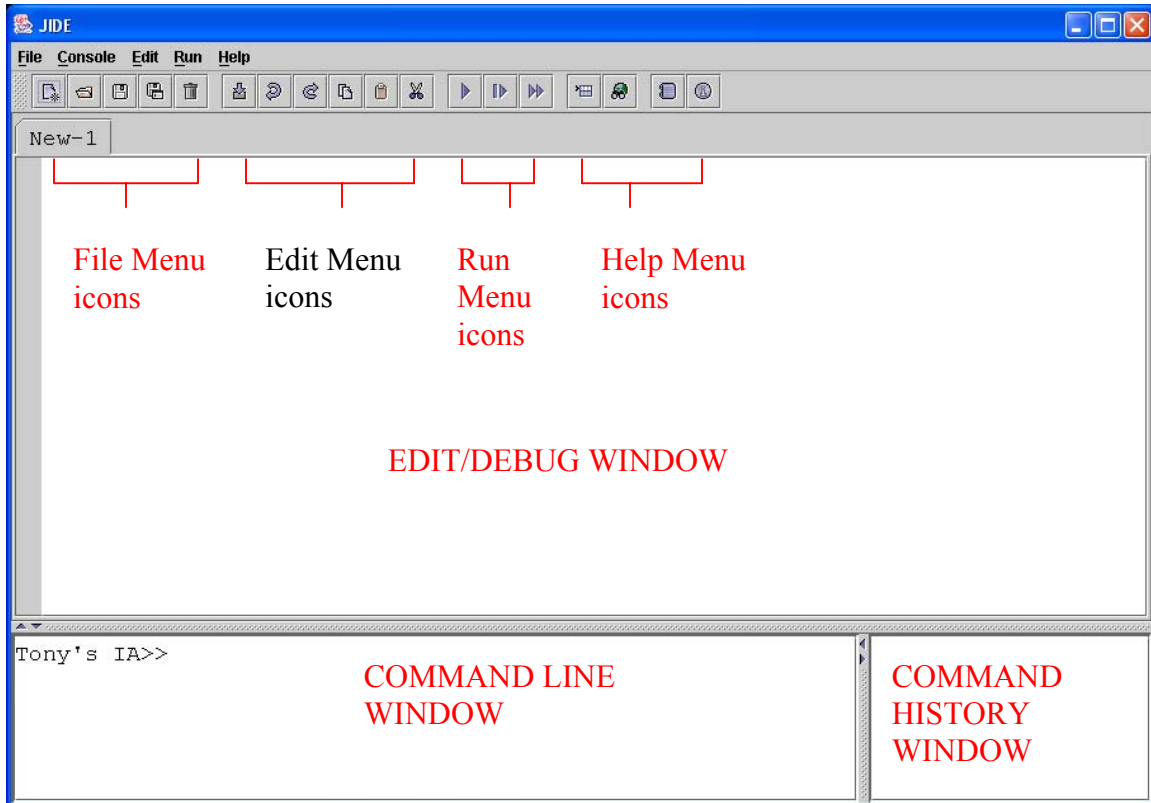 JIDE
File Console Edit Run Help
New-1
File Menu
icons
Edit Menu
icons
Run
Menu
icons
Help Menu
icons
EDIT/DEBUG WINDOW
Tony's IA>>
COMMAND LINE
WINDOW
COMMAND
HISTORY
WINDOW